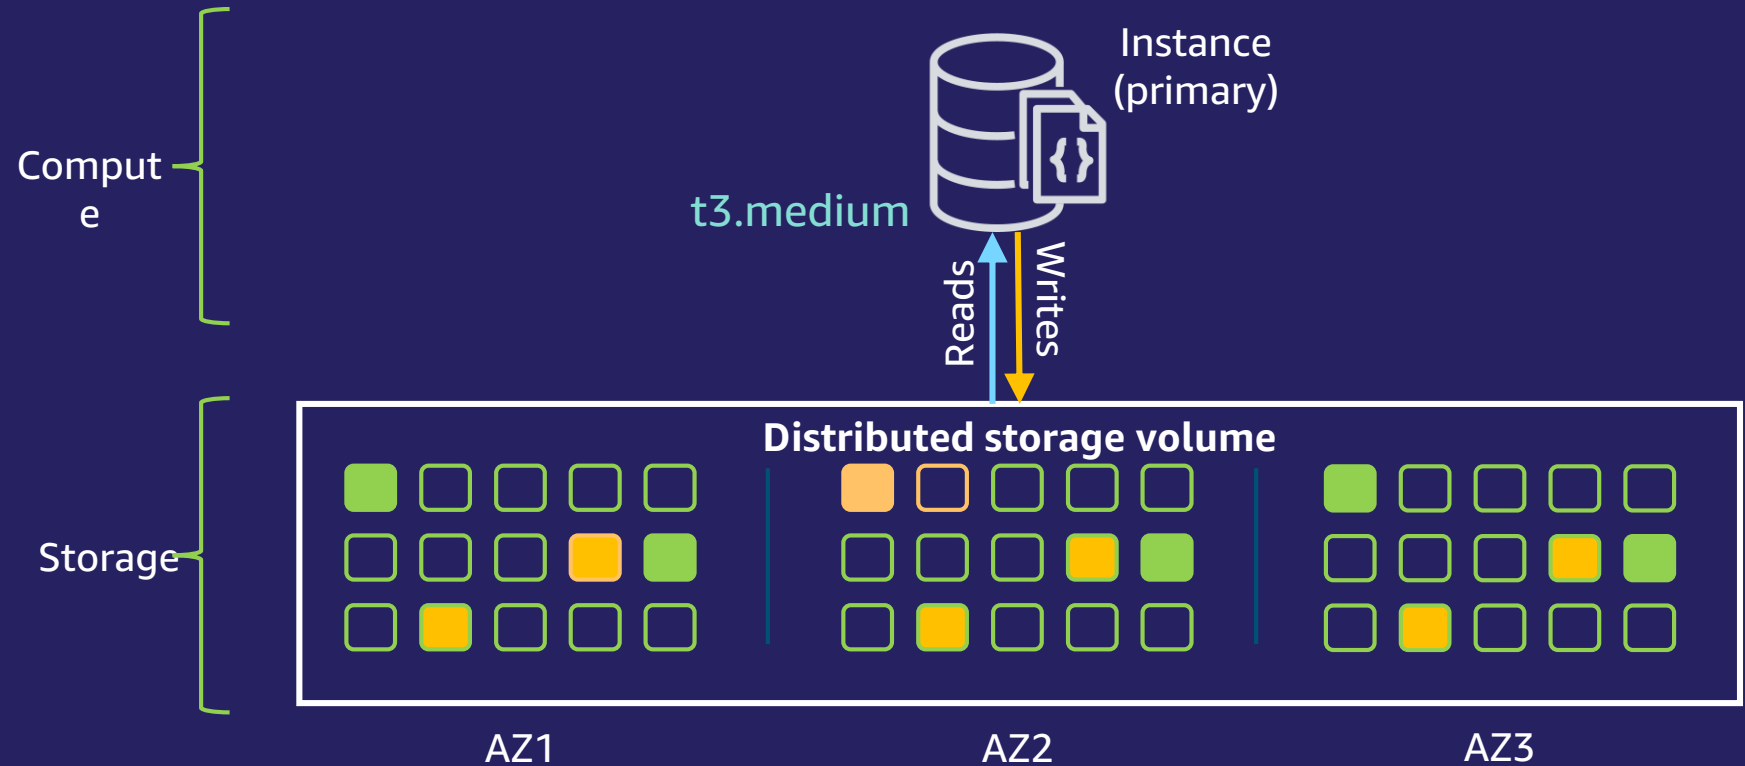 Instance
(primary)
Comput
e
t3.medium
{}
Reads
Writes
Distributed storage volume
Storage
AZ1
AZ2
AZ3